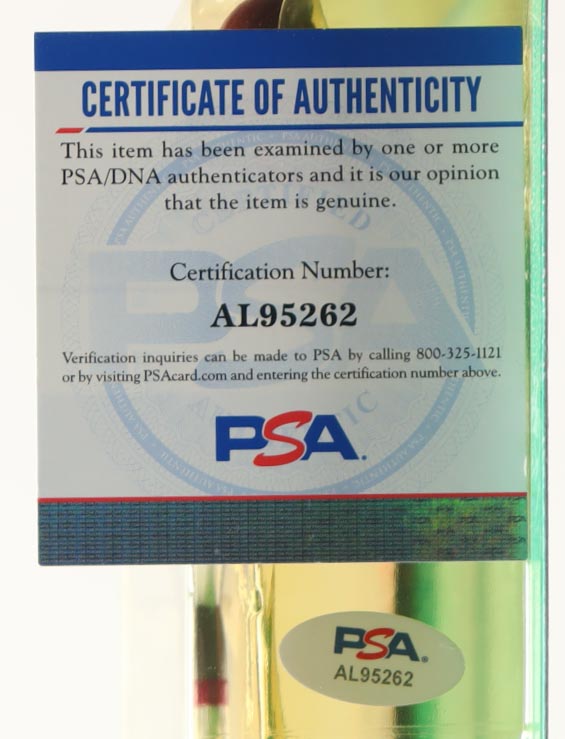 CERTIFICATE OF AUTHENTICITY
This item has been examined by one or more
PSA/DNA authenticators and it is our opinion
that the item is genuine.
Certification Number:
AL95262
Verification inquiries can be made to PSA by calling 800-325-1121
or by visiting PSAcard.com and entering the certification number above.
PSA.
PSA.
AL95262